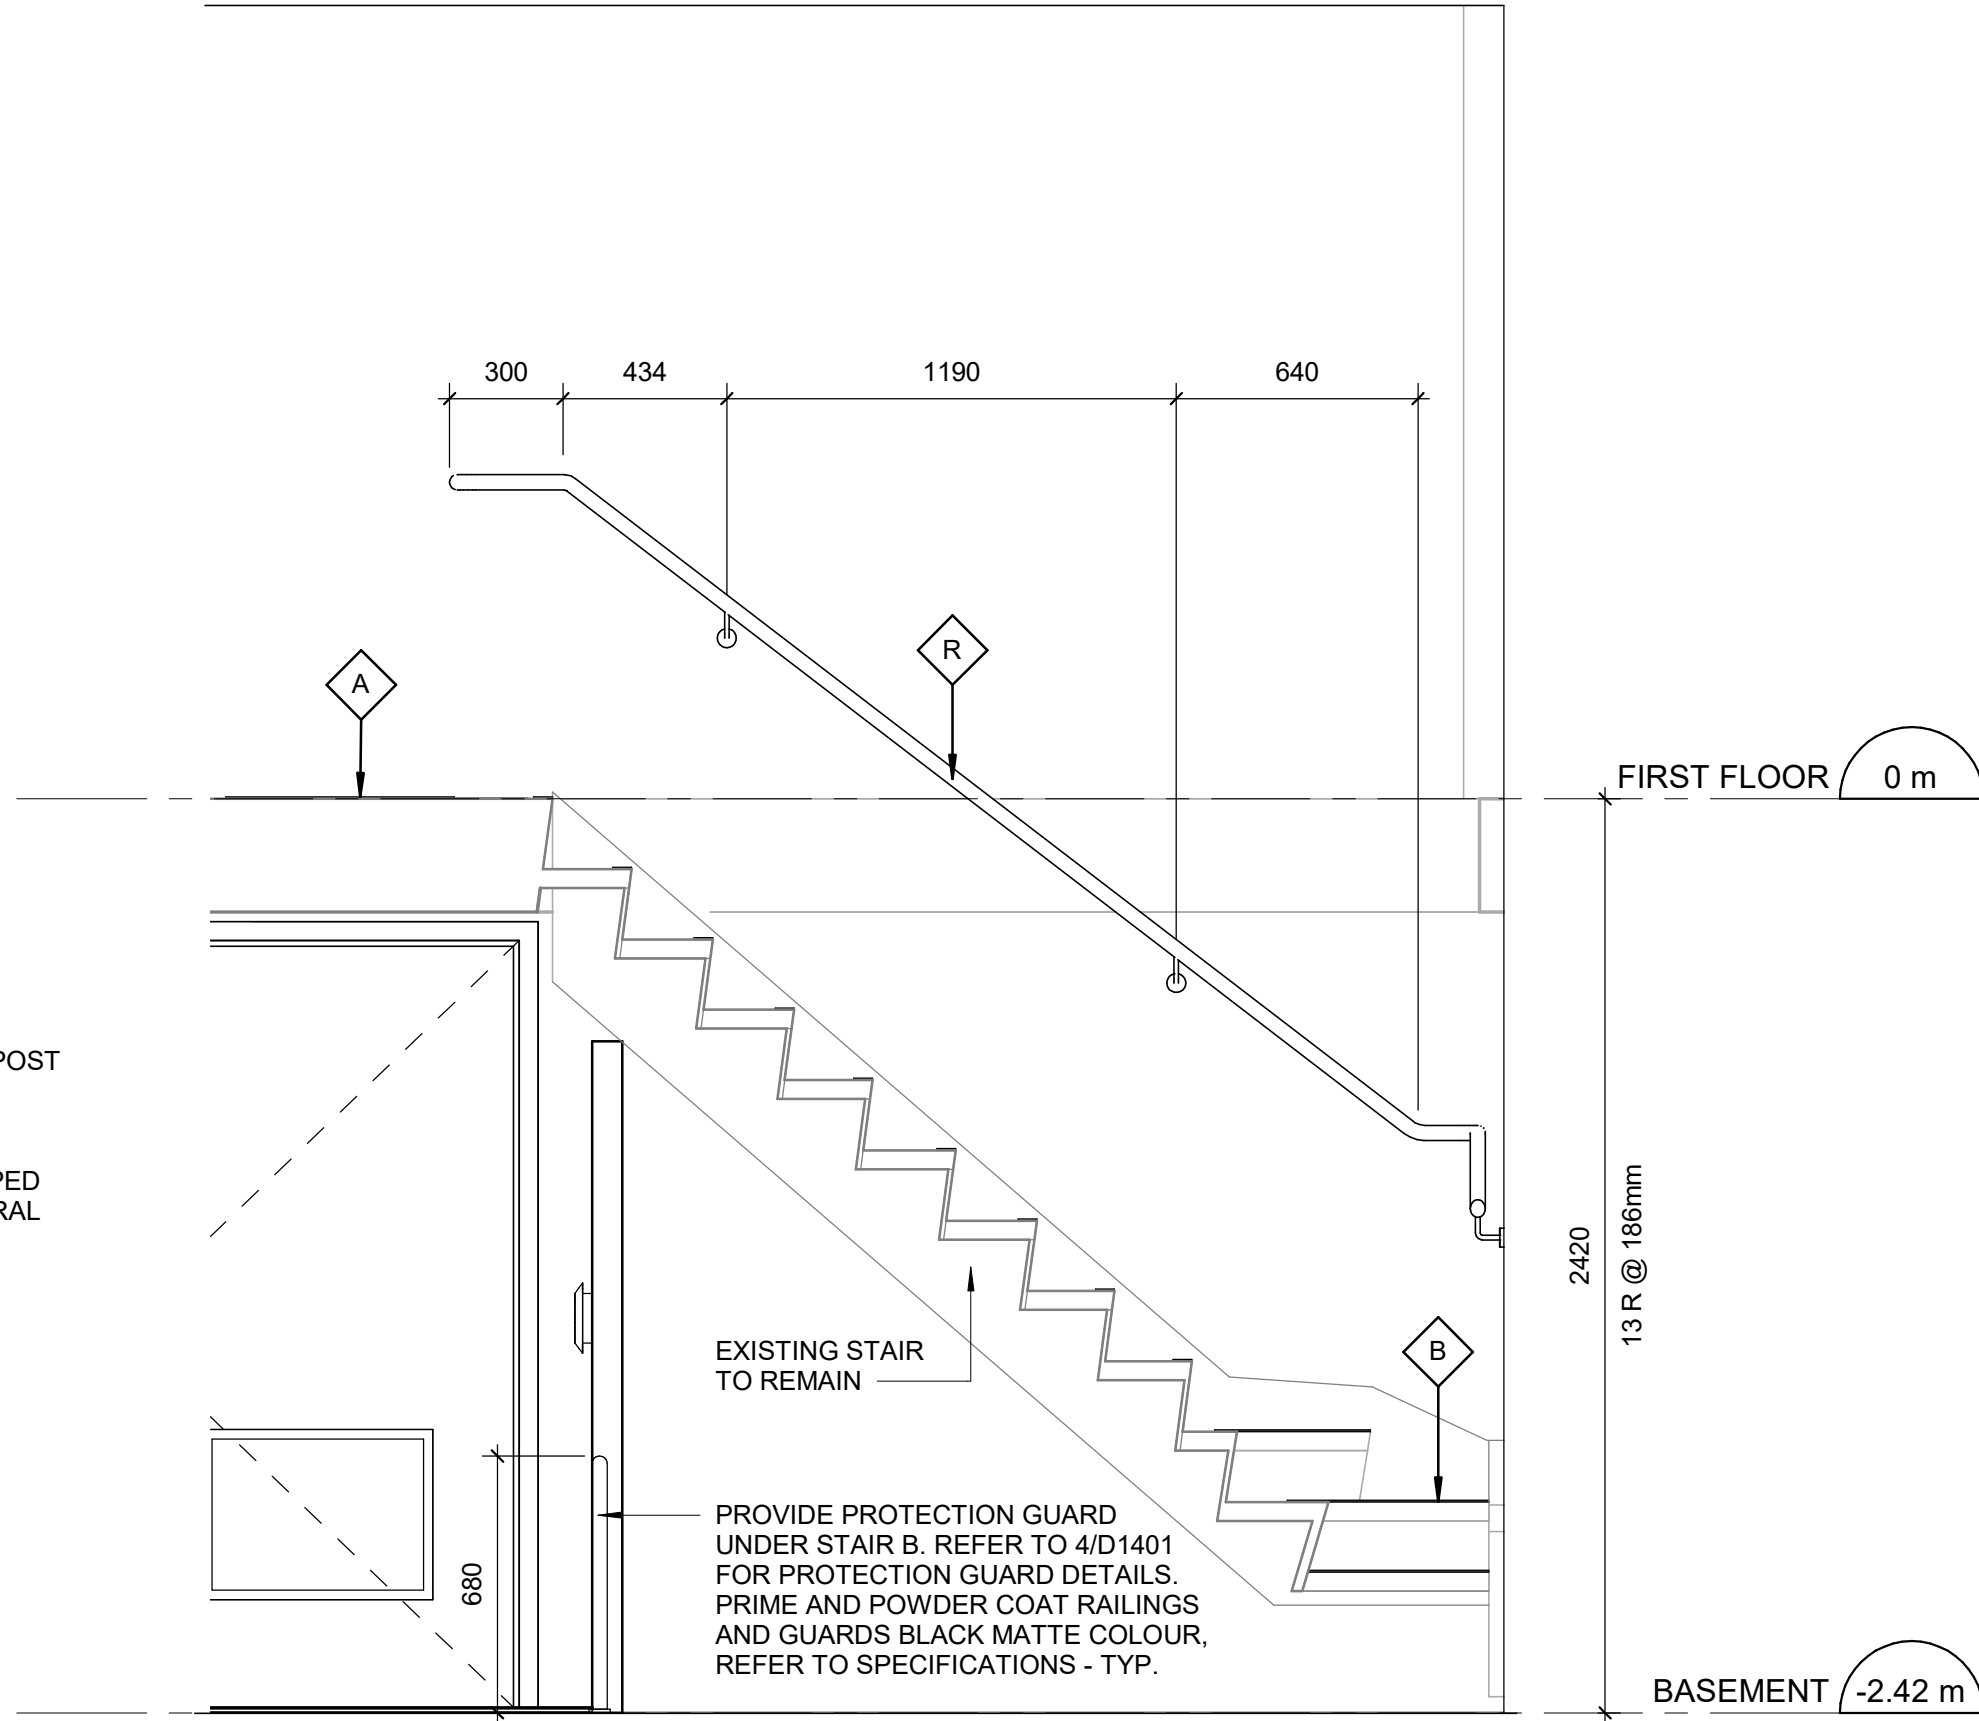 300 434 1190 640
R
A
FIRST FLOOR 0 m
POST
PED
RAL
2420
13 R @ 186mm
EXISTING STAIR
TO REMAIN
B
680
PROVIDE PROTECTION GUARD
UNDER STAIR B. REFER TO 4/D1401
FOR PROTECTION GUARD DETAILS.
PRIME AND POWDER COAT RAILINGS
AND GUARDS BLACK MATTE COLOUR,
REFER TO SPECIFICATIONS - TYP.
BASEMENT -2.42 m